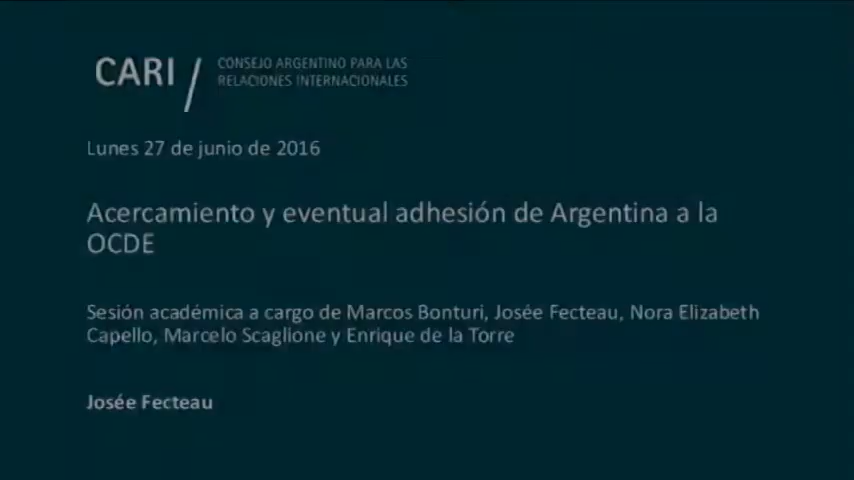 CARI
CONSEJO ARGENTINO PARA LAS
RELACIONES INTERNACIONALES
Lunes 27 de junio de 2016
Acercamiento y eventual adhesión de Argentina a la
OCDE
Sesión académica a cargo de Marcos Bonturi, Josée Fecteau, Nora Elizabeth
Capello, Marcelo Scaglione y Enrique de la Torre
Josée Fecteau